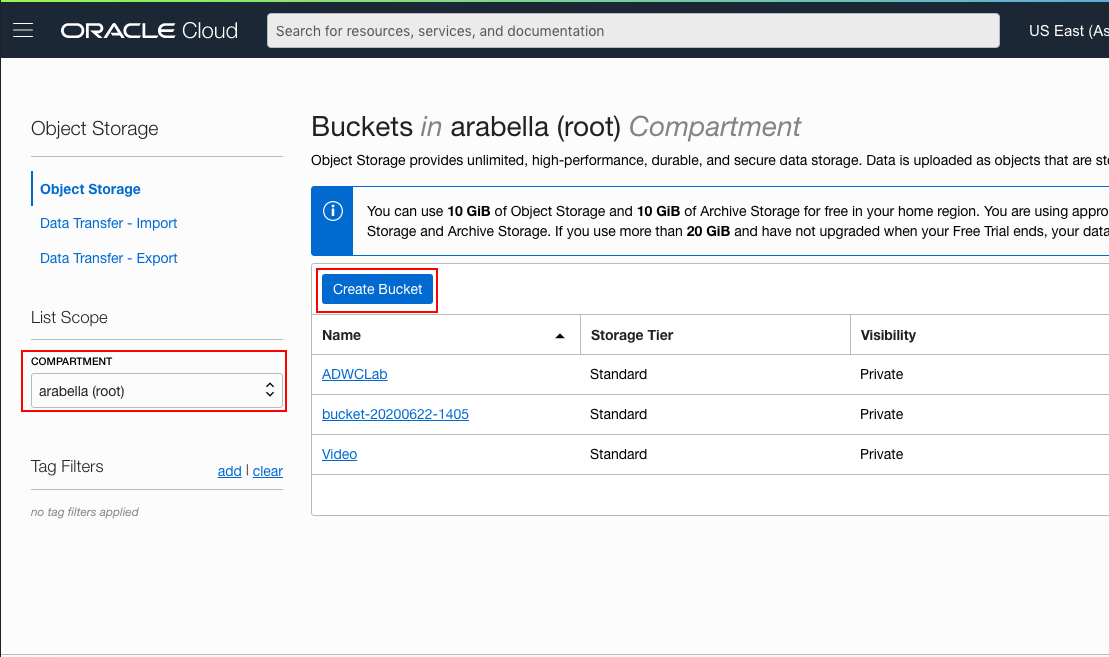 ORACLE Cloud
Search for resources, services, and documentation
US East (As
Object Storage
Object Storage
Data Transfer - Import
Data Transfer - Export
List Scope
COMPARTMENT
arabella (root)
Tag Filters
add | clear
no tag filters applied
Buckets in arabella (root) Compartment
Object Storage provides unlimited, high-performance, durable, and secure data storage. Data is uploaded as objects that are sto
You can use 10 GiB of Object Storage and 10 GiB of Archive Storage for free in your home region. You are using appro
Storage and Archive Storage. If you use more than 20 GiB and have not upgraded when your Free Trial ends, your data
Create Bucket
Name Storage Tier Visibility
ADWCLab Standard Private
bucket-20200622-1405 Standard Private
Video Standard Private